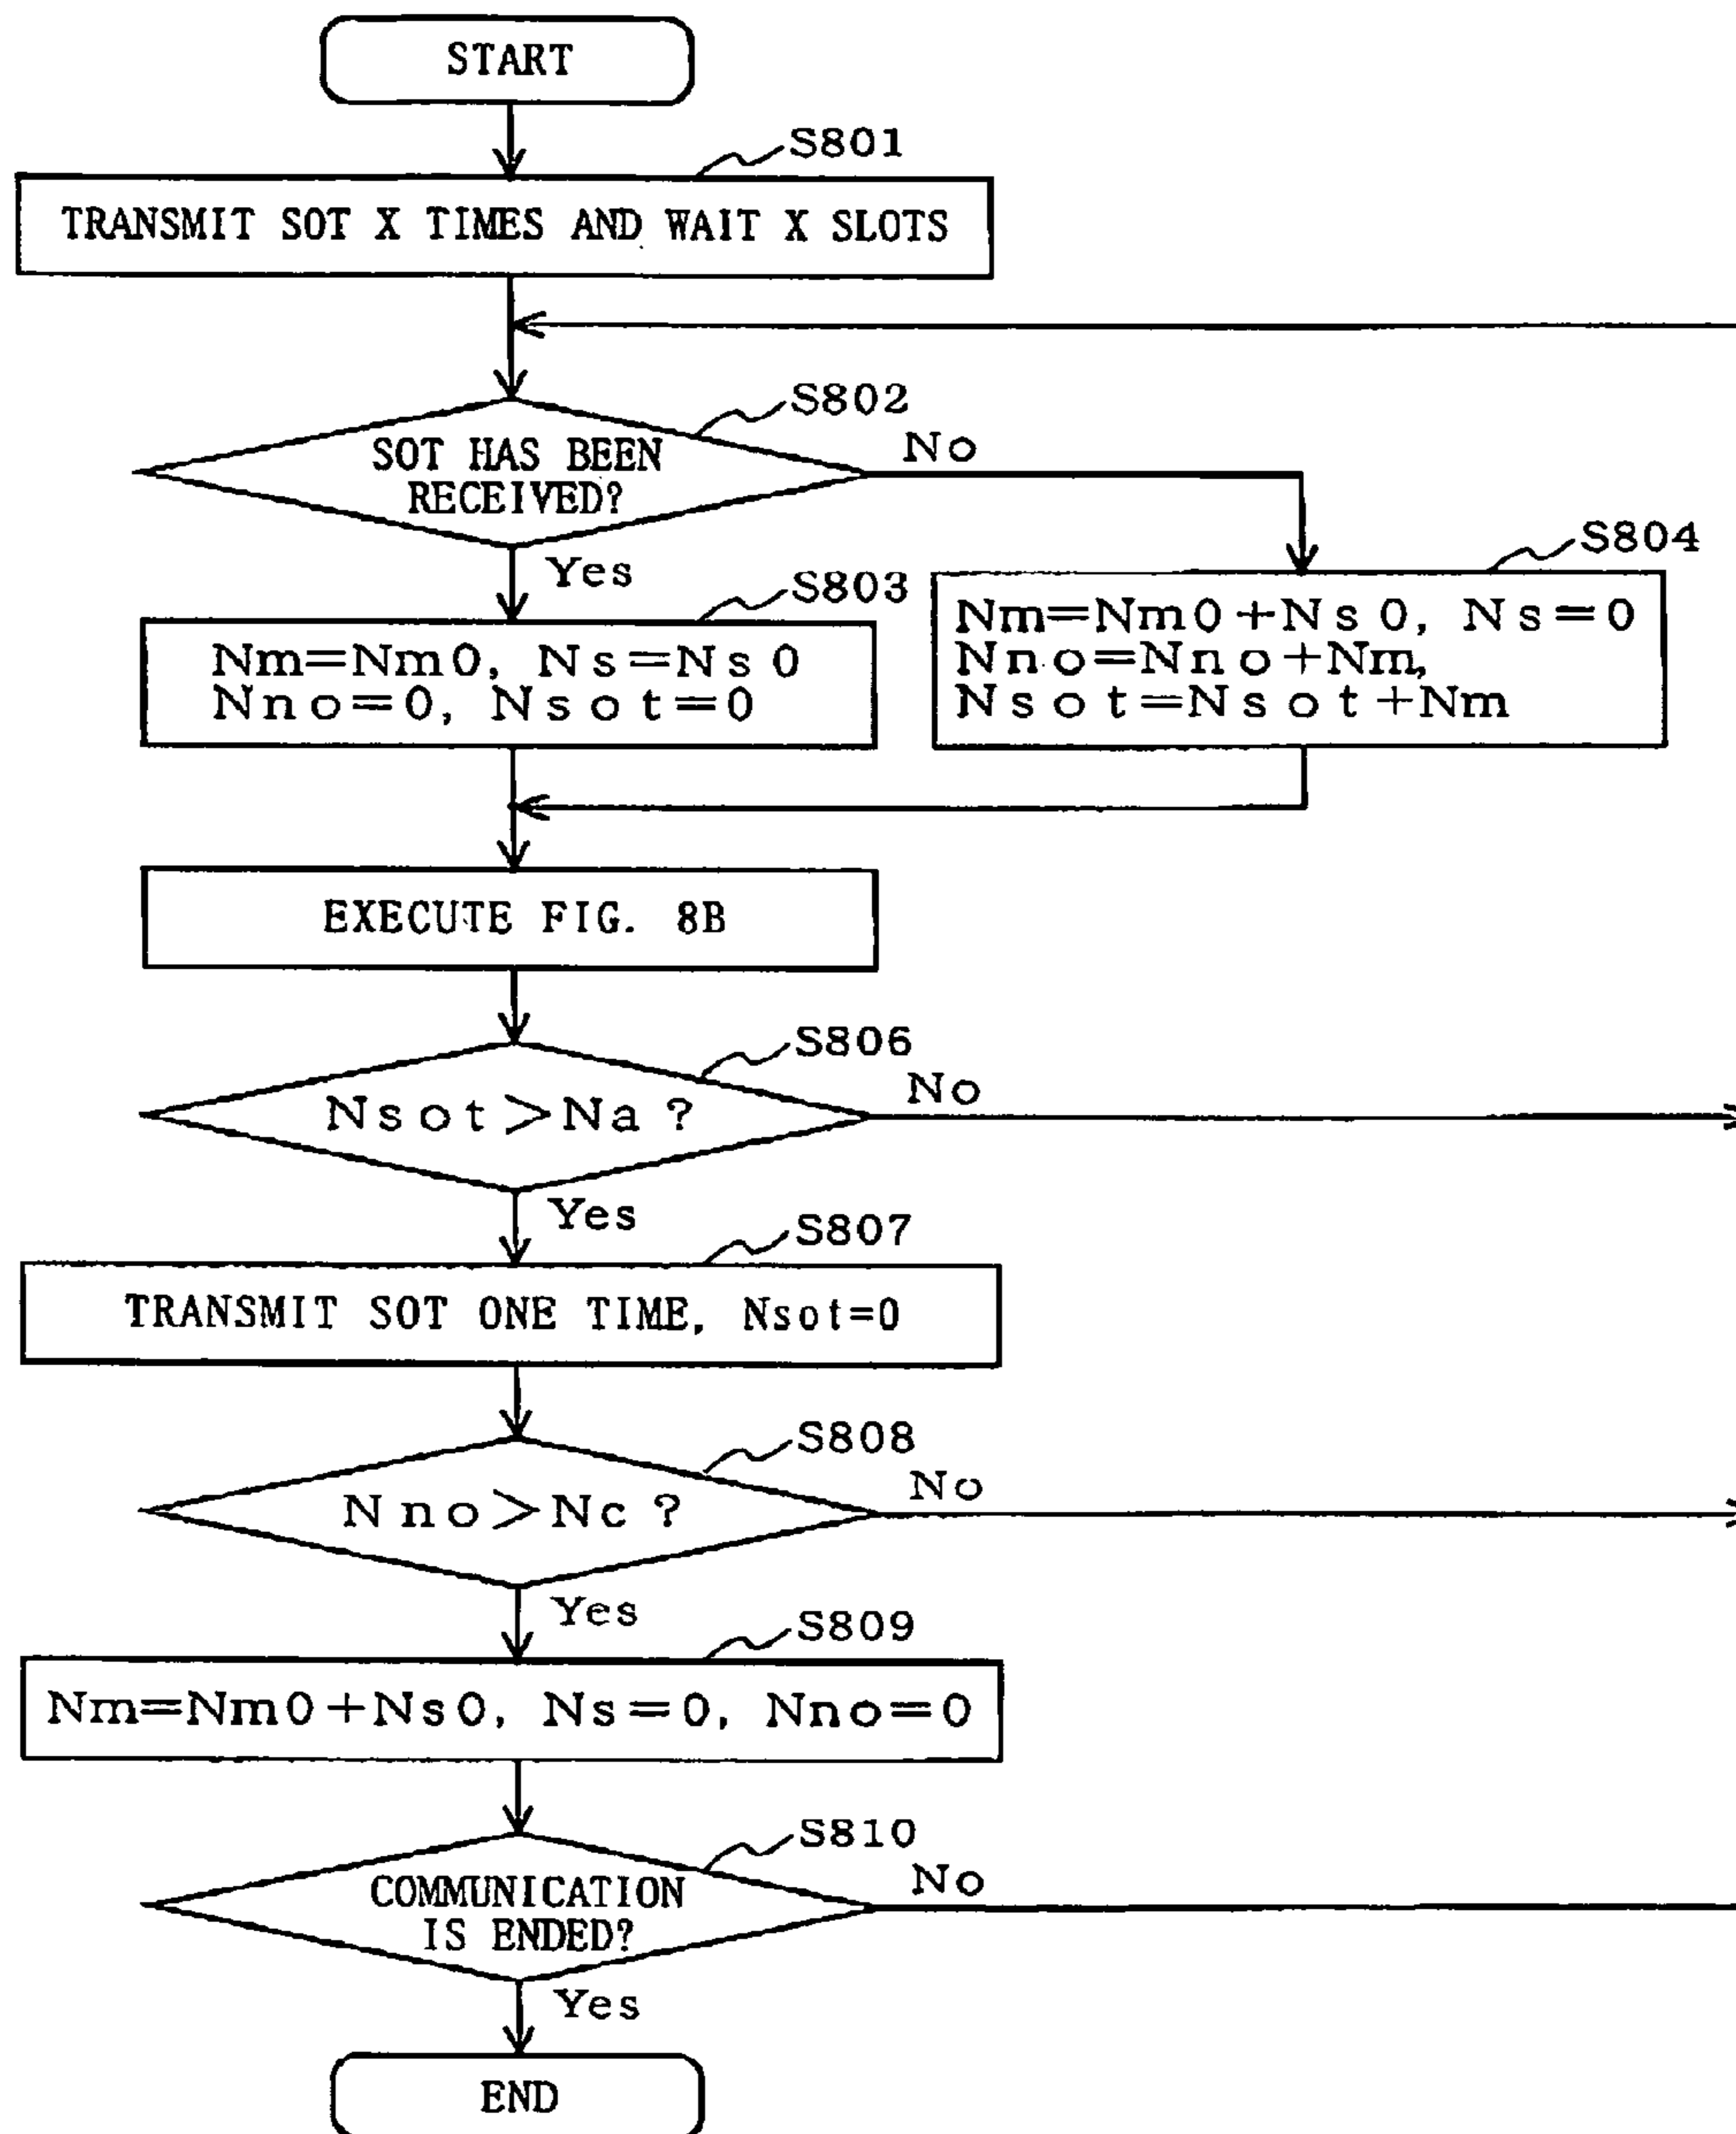 START
S801
TRANSMIT SOT X TIMES AND WAIT X SLOTS
S802
SOT HAS BEEN
RECEIVED?
No
Yes
S803
Nm=Nm0, Ns=Ns0
Nno=0, Nsot=0
S804
Nm=Nm0+Ns0, Ns=0
Nno=Nno+Nm,
Nsot=Nsot+Nm
EXECUTE FIG. 8B
S806
Nsot>Na?
No
Yes
S807
TRANSMIT SOT ONE TIME, Nsot=0
S808
Nno>Nc?
No
Yes
S809
Nm=Nm0+Ns0, Ns=0, Nno=0
S810
COMMUNICATION
IS ENDED?
No
Yes
END